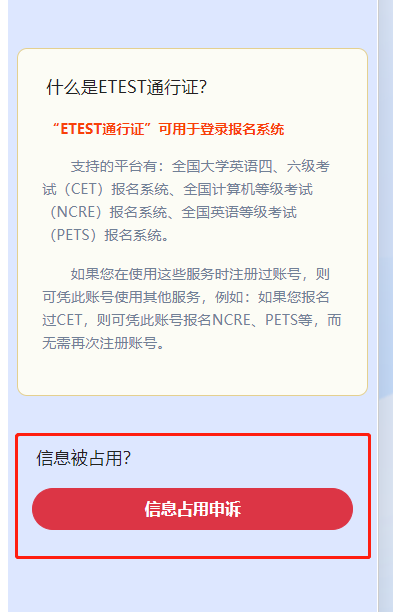 什么是ETEST通行证？
“ETEST通行证”可用于登录报名系统
支持的平台有：全国大学英语四、六级考
试（CET）报名系统、全国计算机等级考试
（NCRE）报名系统、全国英语等级考试
（PETS）报名系统。
如果您在使用这些服务时注册过账号，则
可凭此账号使用其他服务，例如：如果您报名
过CET，则可凭此账号报名NCRE、PETS等，而
无需再次注册账号。
信息被占用？
信息占用申诉